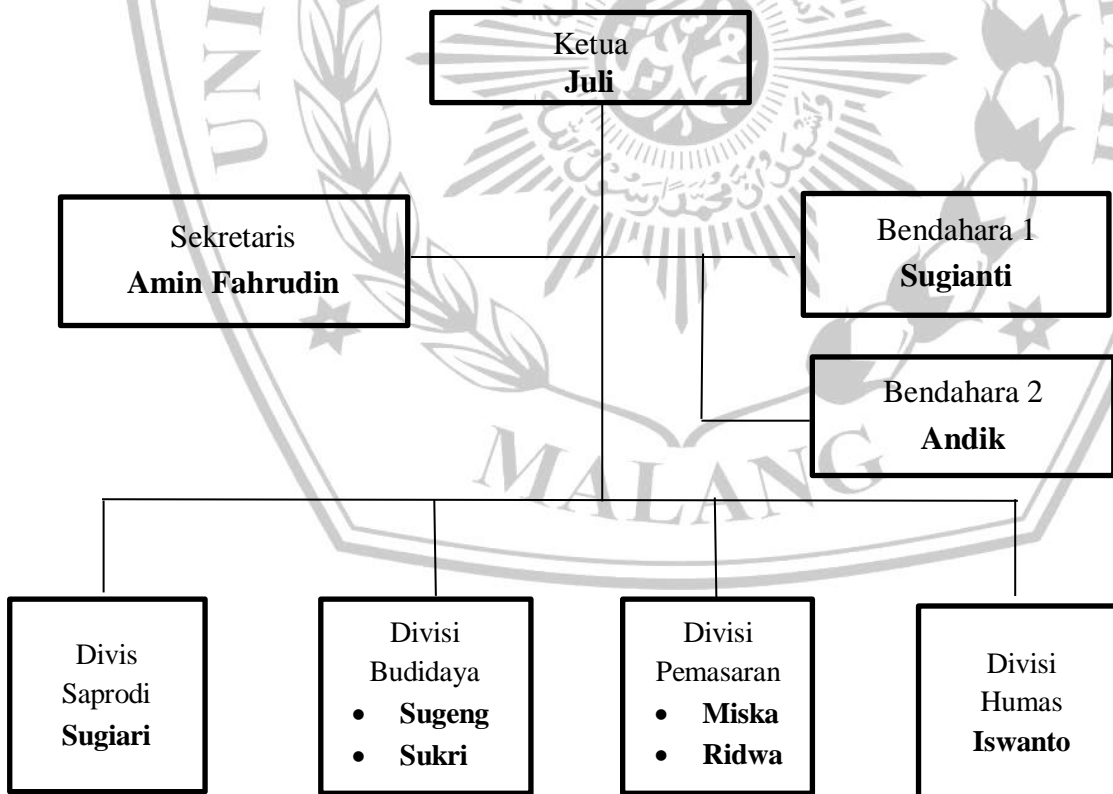 Ketua
Juli
Sekretaris
Amin Fahrudin
Bendahara 1
Sugianti
Bendahara 2
Andik
MALANG
Divis
Saprodi
Sugiari
Divisi
Budidaya
• Sugeng
• Sukri
Divisi
Pemasaran
• Miska
• Ridwa
Divisi
Humas
Iswanto
UNI